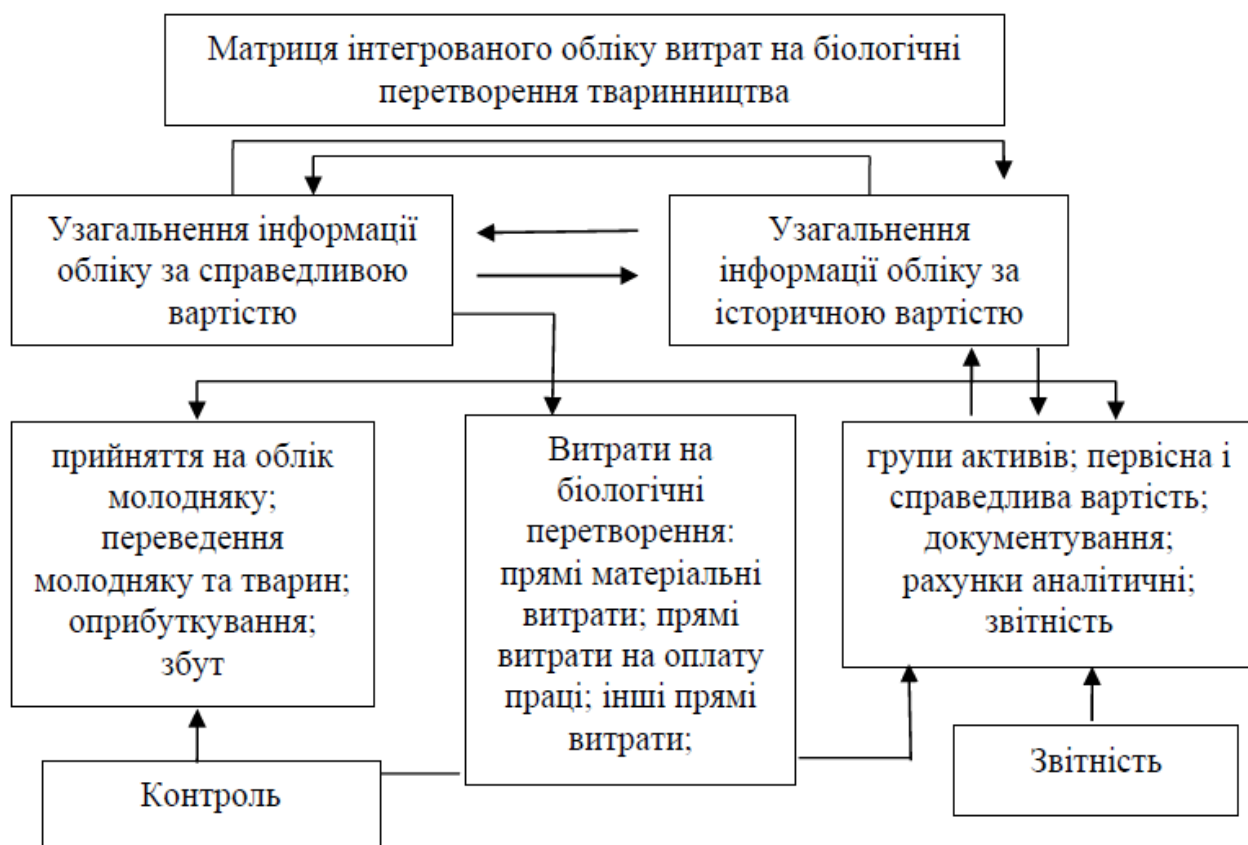 Матриця інтегрованого обліку витрат на біологічні
перетворення тваринництва
Узагальнення інформації
обліку за справедливою
вартістю
Узагальнення
інформації обліку за
історичною вартістю
прийняття на облік
молодняку;
переведення
молодняку та тварин;
оприбуткування;
збут
Витрати на
біологічні
перетворення:
прямі матеріальні
витрати; прямі
витрати на оплату
праці; інші прямі
витрати;
групи активів; первісна і
справедлива вартість;
документування;
рахунки аналітичні;
звітність
Контроль
Звітність